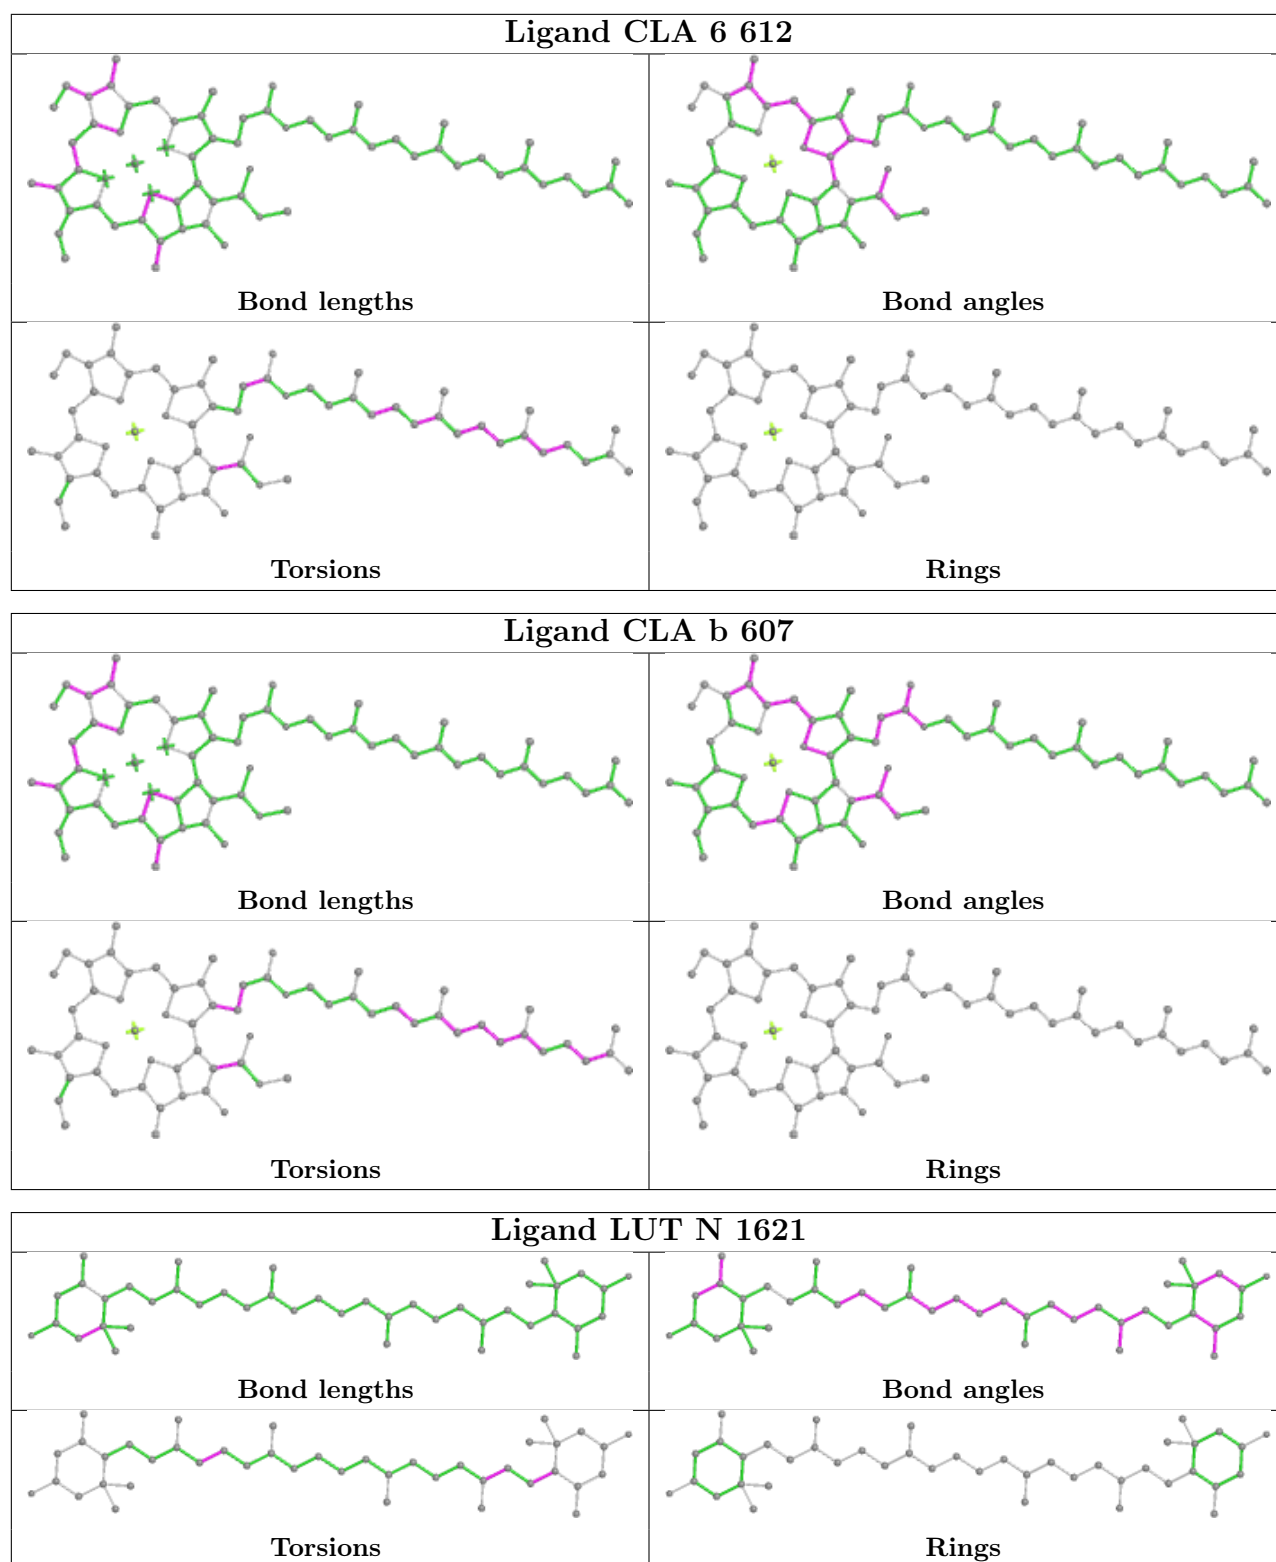 Ligand CLA 6 612
Bond lengths
Bond angles
Torsions
Rings
Ligand CLA b 607
Bond lengths
Bond angles
Torsions
Rings
Ligand LUT N 1621
Bond lengths
Bond angles
Torsions
Rings